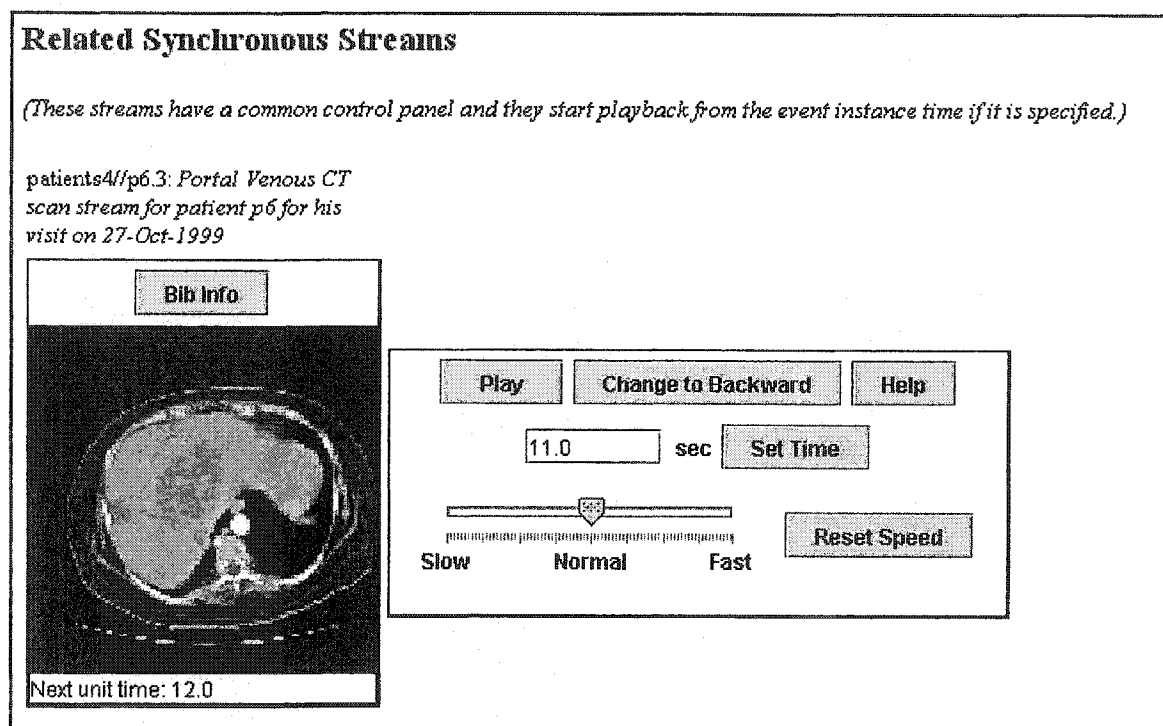 Related Synchronous Streams
(These streams have a common control panel and they start playback from the event instance time if it is specified.)
patients4//p6.3: Portal Venous CT
scan stream for patient p6 for his
visit on 27-Oct-1999
Bib Info
Play Change to Backward Help
11.0 sec Set Time
Reset Speed
Slow Normal Fast
Next unit time: 12.0